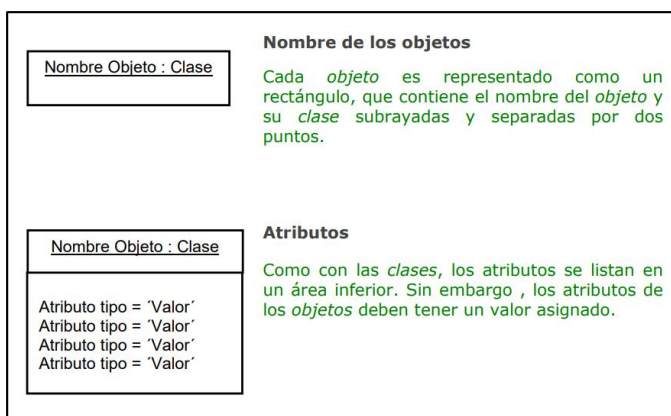 Nombre Objeto : Clase
Nombre de los objetos
Cada objeto es representado como un
rectángulo, que contiene el nombre del objeto y
su clase subrayadas y separadas por dos
puntos.
Nombre Objeto : Clase
Atributo tipo = ´Valor´
Atributo tipo = ´Valor´
Atributo tipo = ´Valor´
Atributo tipo = ´Valor´
Atributos
Como con las clases, los atributos se listan en
un área inferior. Sin embargo , los atributos de
los objetos deben tener un valor asignado.